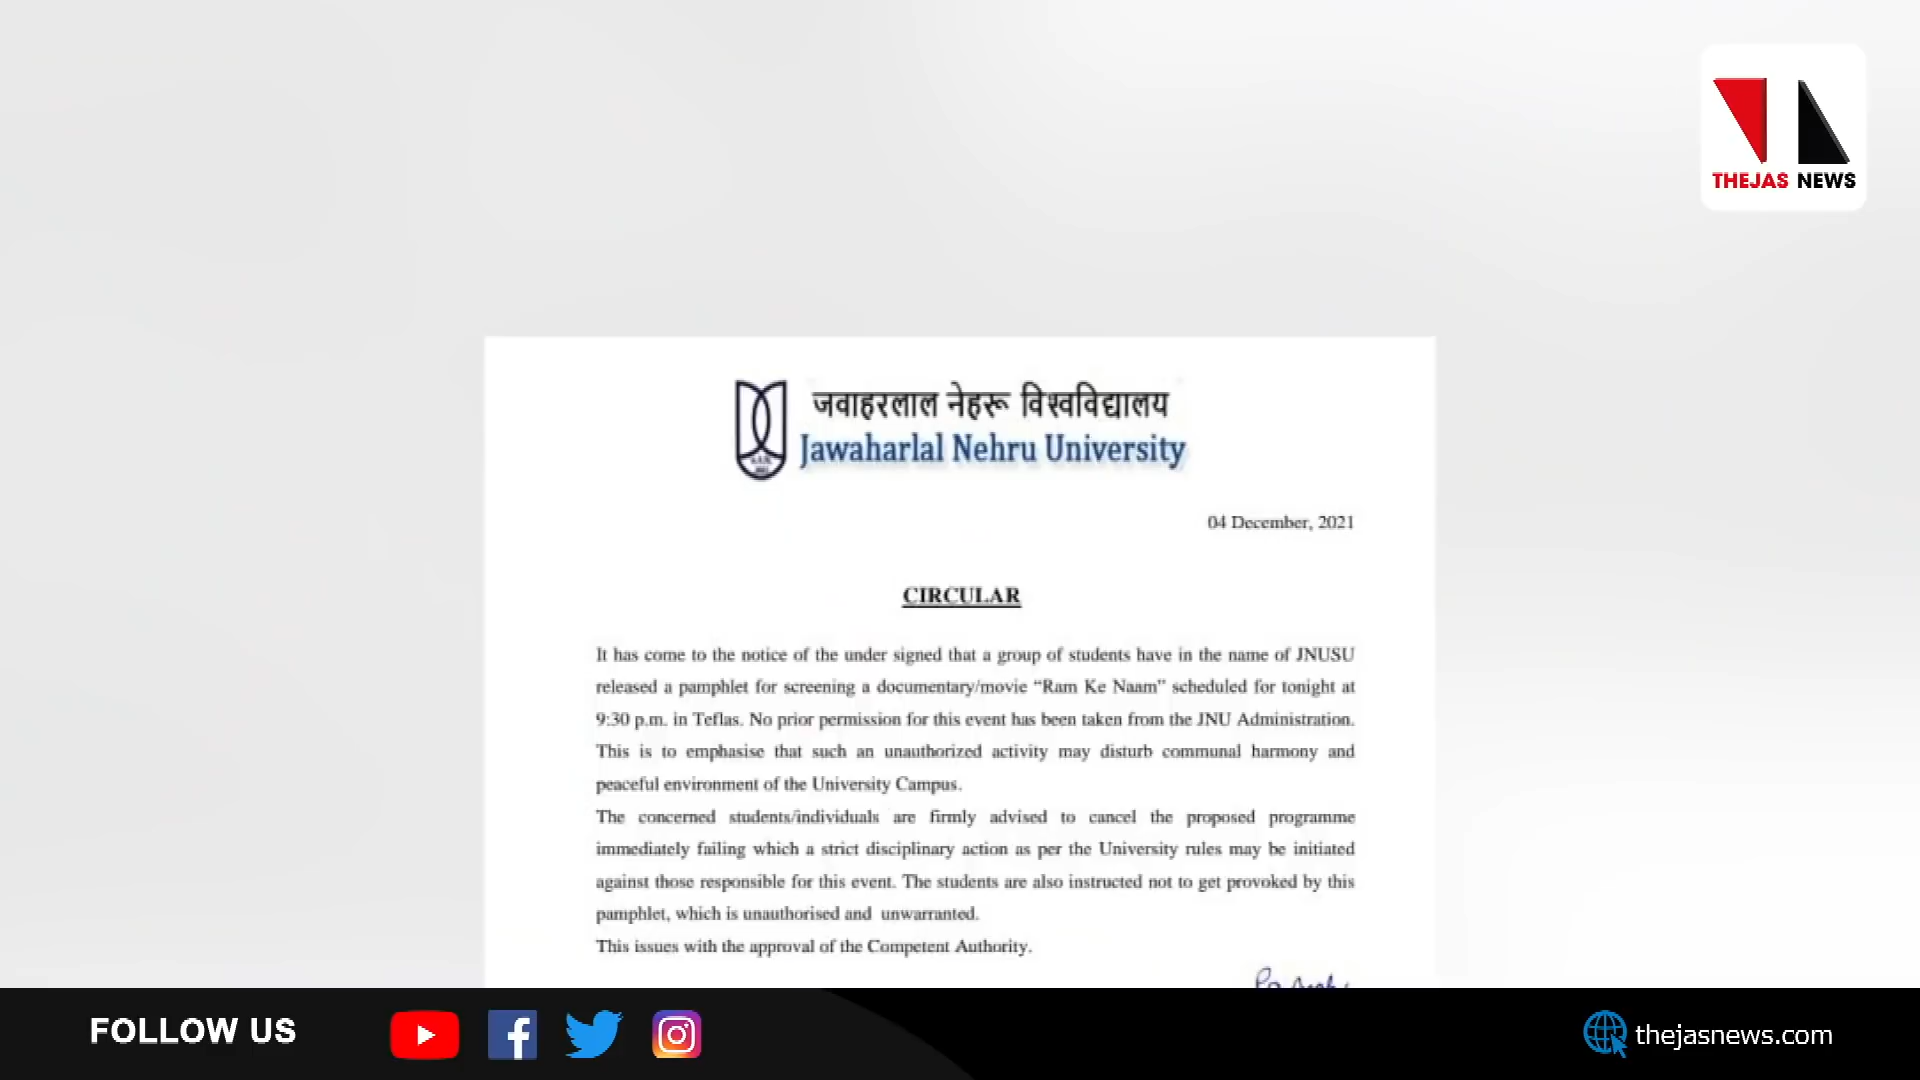 THEJAS NEWS
जवाहरलाल नेहरू विश्वविद्यालय
Jawaharlal Nehru University
04 December, 2021
CIRCULAR
It has come to the notice of the under signed that a group of students have in the name of JNUSU
released a pamphlet for screening a documentary/movie “Ram Ke Naam” scheduled for tonight at
9:30 p.m. in Teflas. No prior permission for this event has been taken from the JNU Administration.
This is to emphasise that such an unauthorized activity may disturb communal harmony and
peaceful environment of the University Campus.
The concerned students/individuals are firmly advised to cancel the proposed programme
immediately failing which a strict disciplinary action as per the University rules may be initiated
against those responsible for this event. The students are also instructed not to get provoked by this
pamphlet, which is unauthorised and unwarranted.
This issues with the approval of the Competent Authority.
FOLLOW US
thejasnews.com